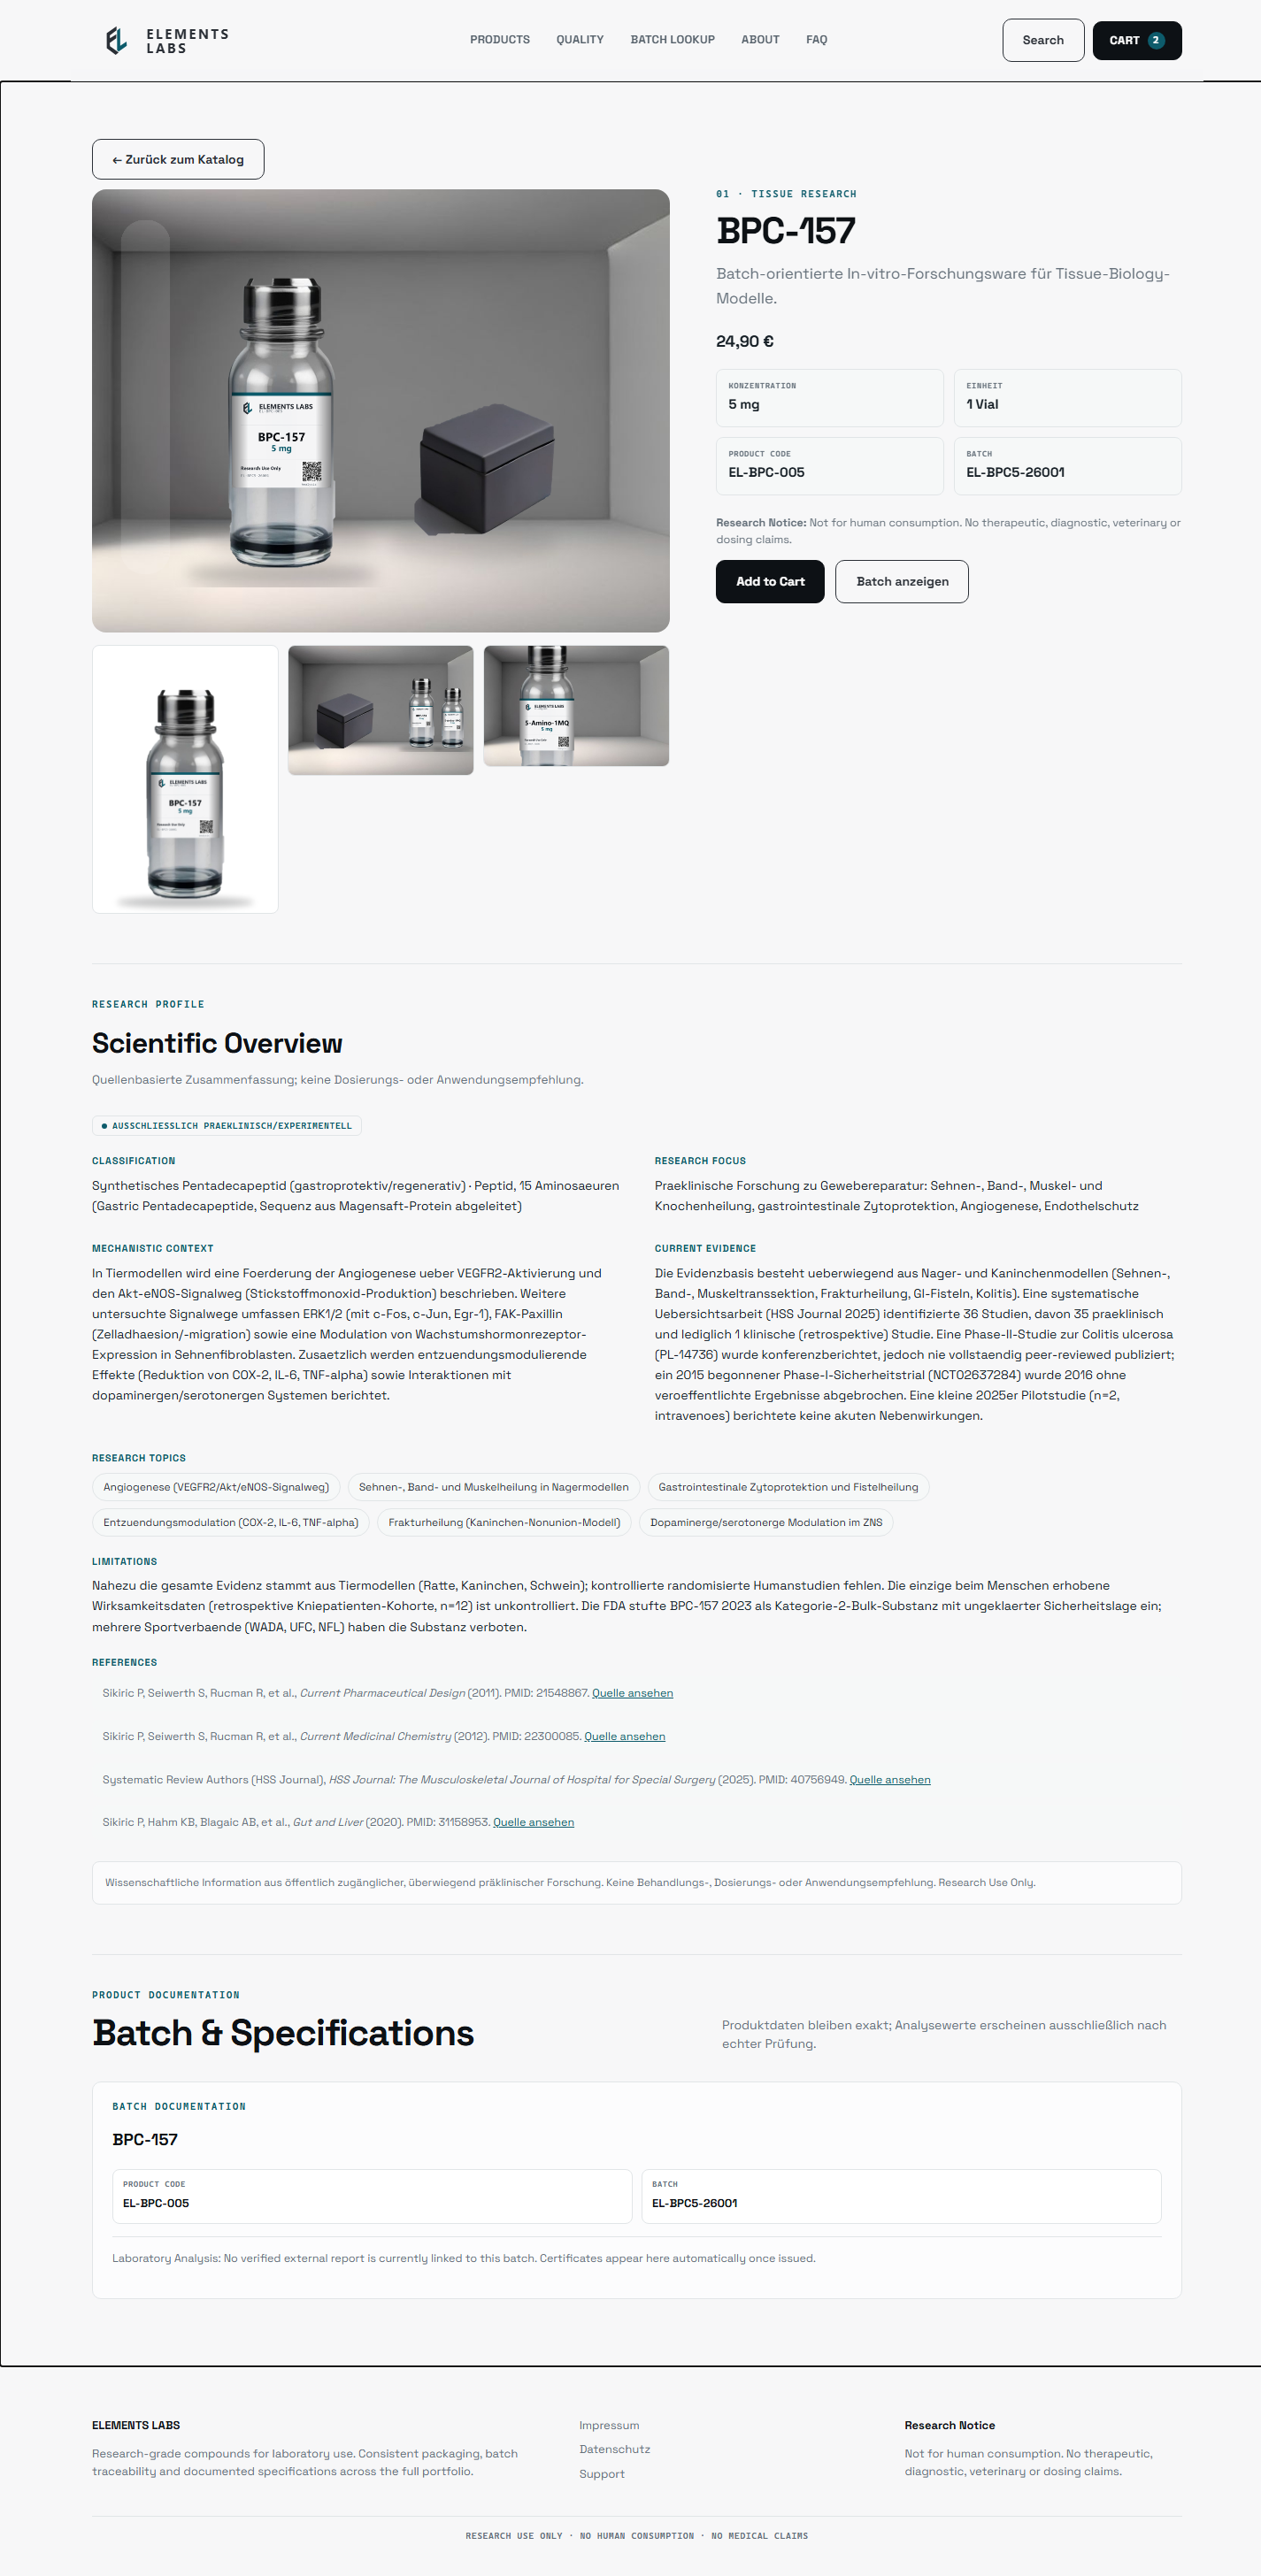 ELEMENTS
LABS
PRODUCTS
QUALITY
BATCH LOOKUP
ABOUT
FAQ
Search
CART 2
← Zurück zum Katalog
ELEMENTS LABS
BPC-157
5 mg
Research Use Only
ELEMENTS LABS
BPC-157
5 mg
ELEMENTS LABS
5-Amino-1MQ
5 mg
01 · TISSUE RESEARCH
BPC-157
Batch-orientierte In-vitro-Forschungsware für Tissue-Biology-
Modelle.
24,90 €
KONZENTRATION
5 mg
EINHEIT
1 Vial
PRODUCT CODE
EL-BPC-005
BATCH
EL-BPC5-26001
Research Notice: Not for human consumption. No therapeutic, diagnostic, veterinary or
dosing claims.
Add to Cart
Batch anzeigen
RESEARCH PROFILE
Scientific Overview
Quellenbasierte Zusammenfassung; keine Dosierungs- oder Anwendungsempfehlung.
AUSSCHLIESSLICH PRAEKLINISCH/EXPERIMENTELL
CLASSIFICATION
Synthetisches Pentadecapeptid (gastroprotektiv/regenerativ) · Peptid, 15 Aminosaeuren
(Gastric Pentadecapeptide, Sequenz aus Magensaft-Protein abgeleitet)
RESEARCH FOCUS
Praeklinische Forschung zu Gewebereparatur: Sehnen-, Band-, Muskel- und
Knochenheilung, gastrointestinale Zytoprotektion, Angiogenese, Endothelschutz
MECHANISTIC CONTEXT
In Tiermodellen wird eine Foerderung der Angiogenese ueber VEGFR2-Aktivierung und
den Akt-eNOS-Signalweg (Stickstoffmonoxid-Produktion) beschrieben. Weitere
untersuchte Signalwege umfassen ERK1/2 (mit c-Fos, c-Jun, Egr-1), FAK-Paxillin
(Zelladhaesion/-migration) sowie eine Modulation von Wachstumshormonrezeptor-
Expression in Sehnenfibroblasten. Zusaetzlich werden entzuendungsmodulierende
Effekte (Reduktion von COX-2, IL-6, TNF-alpha) sowie Interaktionen mit
dopaminergen/serotonergen Systemen berichtet.
CURRENT EVIDENCE
Die Evidenzbasis besteht ueberwiegend aus Nager- und Kaninchenmodellen (Sehnen-,
Band-, Muskeltranssektion, Frakturheilung, GI-Fisteln, Kolitis). Eine systematische
Uebersichtsarbeit (HSS Journal 2025) identifizierte 36 Studien, davon 35 praeklinisch
und lediglich 1 klinische (retrospektive) Studie. Eine Phase-II-Studie zur Colitis ulcerosa
(PL-14736) wurde konferenzberichtet, jedoch nie vollstaendig peer-reviewed publiziert;
ein 2015 begonnener Phase-I-Sicherheitstrial (NCT02637284) wurde 2016 ohne
veroeffentlichte Ergebnisse abgebrochen. Eine kleine 2025er Pilotstudie (n=2,
intravenoes) berichtete keine akuten Nebenwirkungen.
RESEARCH TOPICS
Angiogenese (VEGFR2/Akt/eNOS-Signalweg)
Sehnen-, Band- und Muskelheilung in Nagermodellen
Gastrointestinale Zytoprotektion und Fistelheilung
Entzuendungsmodulation (COX-2, IL-6, TNF-alpha)
Frakturheilung (Kaninchen-Nonunion-Modell)
Dopaminerge/serotonerge Modulation im ZNS
LIMITATIONS
Nahezu die gesamte Evidenz stammt aus Tiermodellen (Ratte, Kaninchen, Schwein); kontrollierte randomisierte Humanstudien fehlen. Die einzige beim Menschen erhobene
Wirksamkeitsdaten (retrospektive Kniepatienten-Kohorte, n=12) ist unkontrolliert. Die FDA stufte BPC-157 2023 als Kategorie-2-Bulk-Substanz mit ungeklaerter Sicherheitslage ein;
mehrere Sportverbaende (WADA, UFC, NFL) haben die Substanz verboten.
REFERENCES
Sikiric P, Seiwerth S, Rucman R, et al., Current Pharmaceutical Design (2011). PMID: 21548867. Quelle ansehen
Sikiric P, Seiwerth S, Rucman R, et al., Current Medicinal Chemistry (2012). PMID: 22300085. Quelle ansehen
Systematic Review Authors (HSS Journal), HSS Journal: The Musculoskeletal Journal of Hospital for Special Surgery (2025). PMID: 40756949. Quelle ansehen
Sikiric P, Hahm KB, Blagaic AB, et al., Gut and Liver (2020). PMID: 31158953. Quelle ansehen
Wissenschaftliche Information aus öffentlich zugänglicher, überwiegend präklinischer Forschung. Keine Behandlungs-, Dosierungs- oder Anwendungsempfehlung. Research Use Only.
PRODUCT DOCUMENTATION
Batch & Specifications
Produktdaten bleiben exakt; Analysewerte erscheinen ausschließlich nach
echter Prüfung.
BATCH DOCUMENTATION
BPC-157
PRODUCT CODE
EL-BPC-005
BATCH
EL-BPC5-26001
Laboratory Analysis: No verified external report is currently linked to this batch. Certificates appear here automatically once issued.
ELEMENTS LABS
Research-grade compounds for laboratory use. Consistent packaging, batch
traceability and documented specifications across the full portfolio.
Impressum
Datenschutz
Support
Research Notice
Not for human consumption. No therapeutic,
diagnostic, veterinary or dosing claims.
RESEARCH USE ONLY · NO HUMAN CONSUMPTION · NO MEDICAL CLAIMS